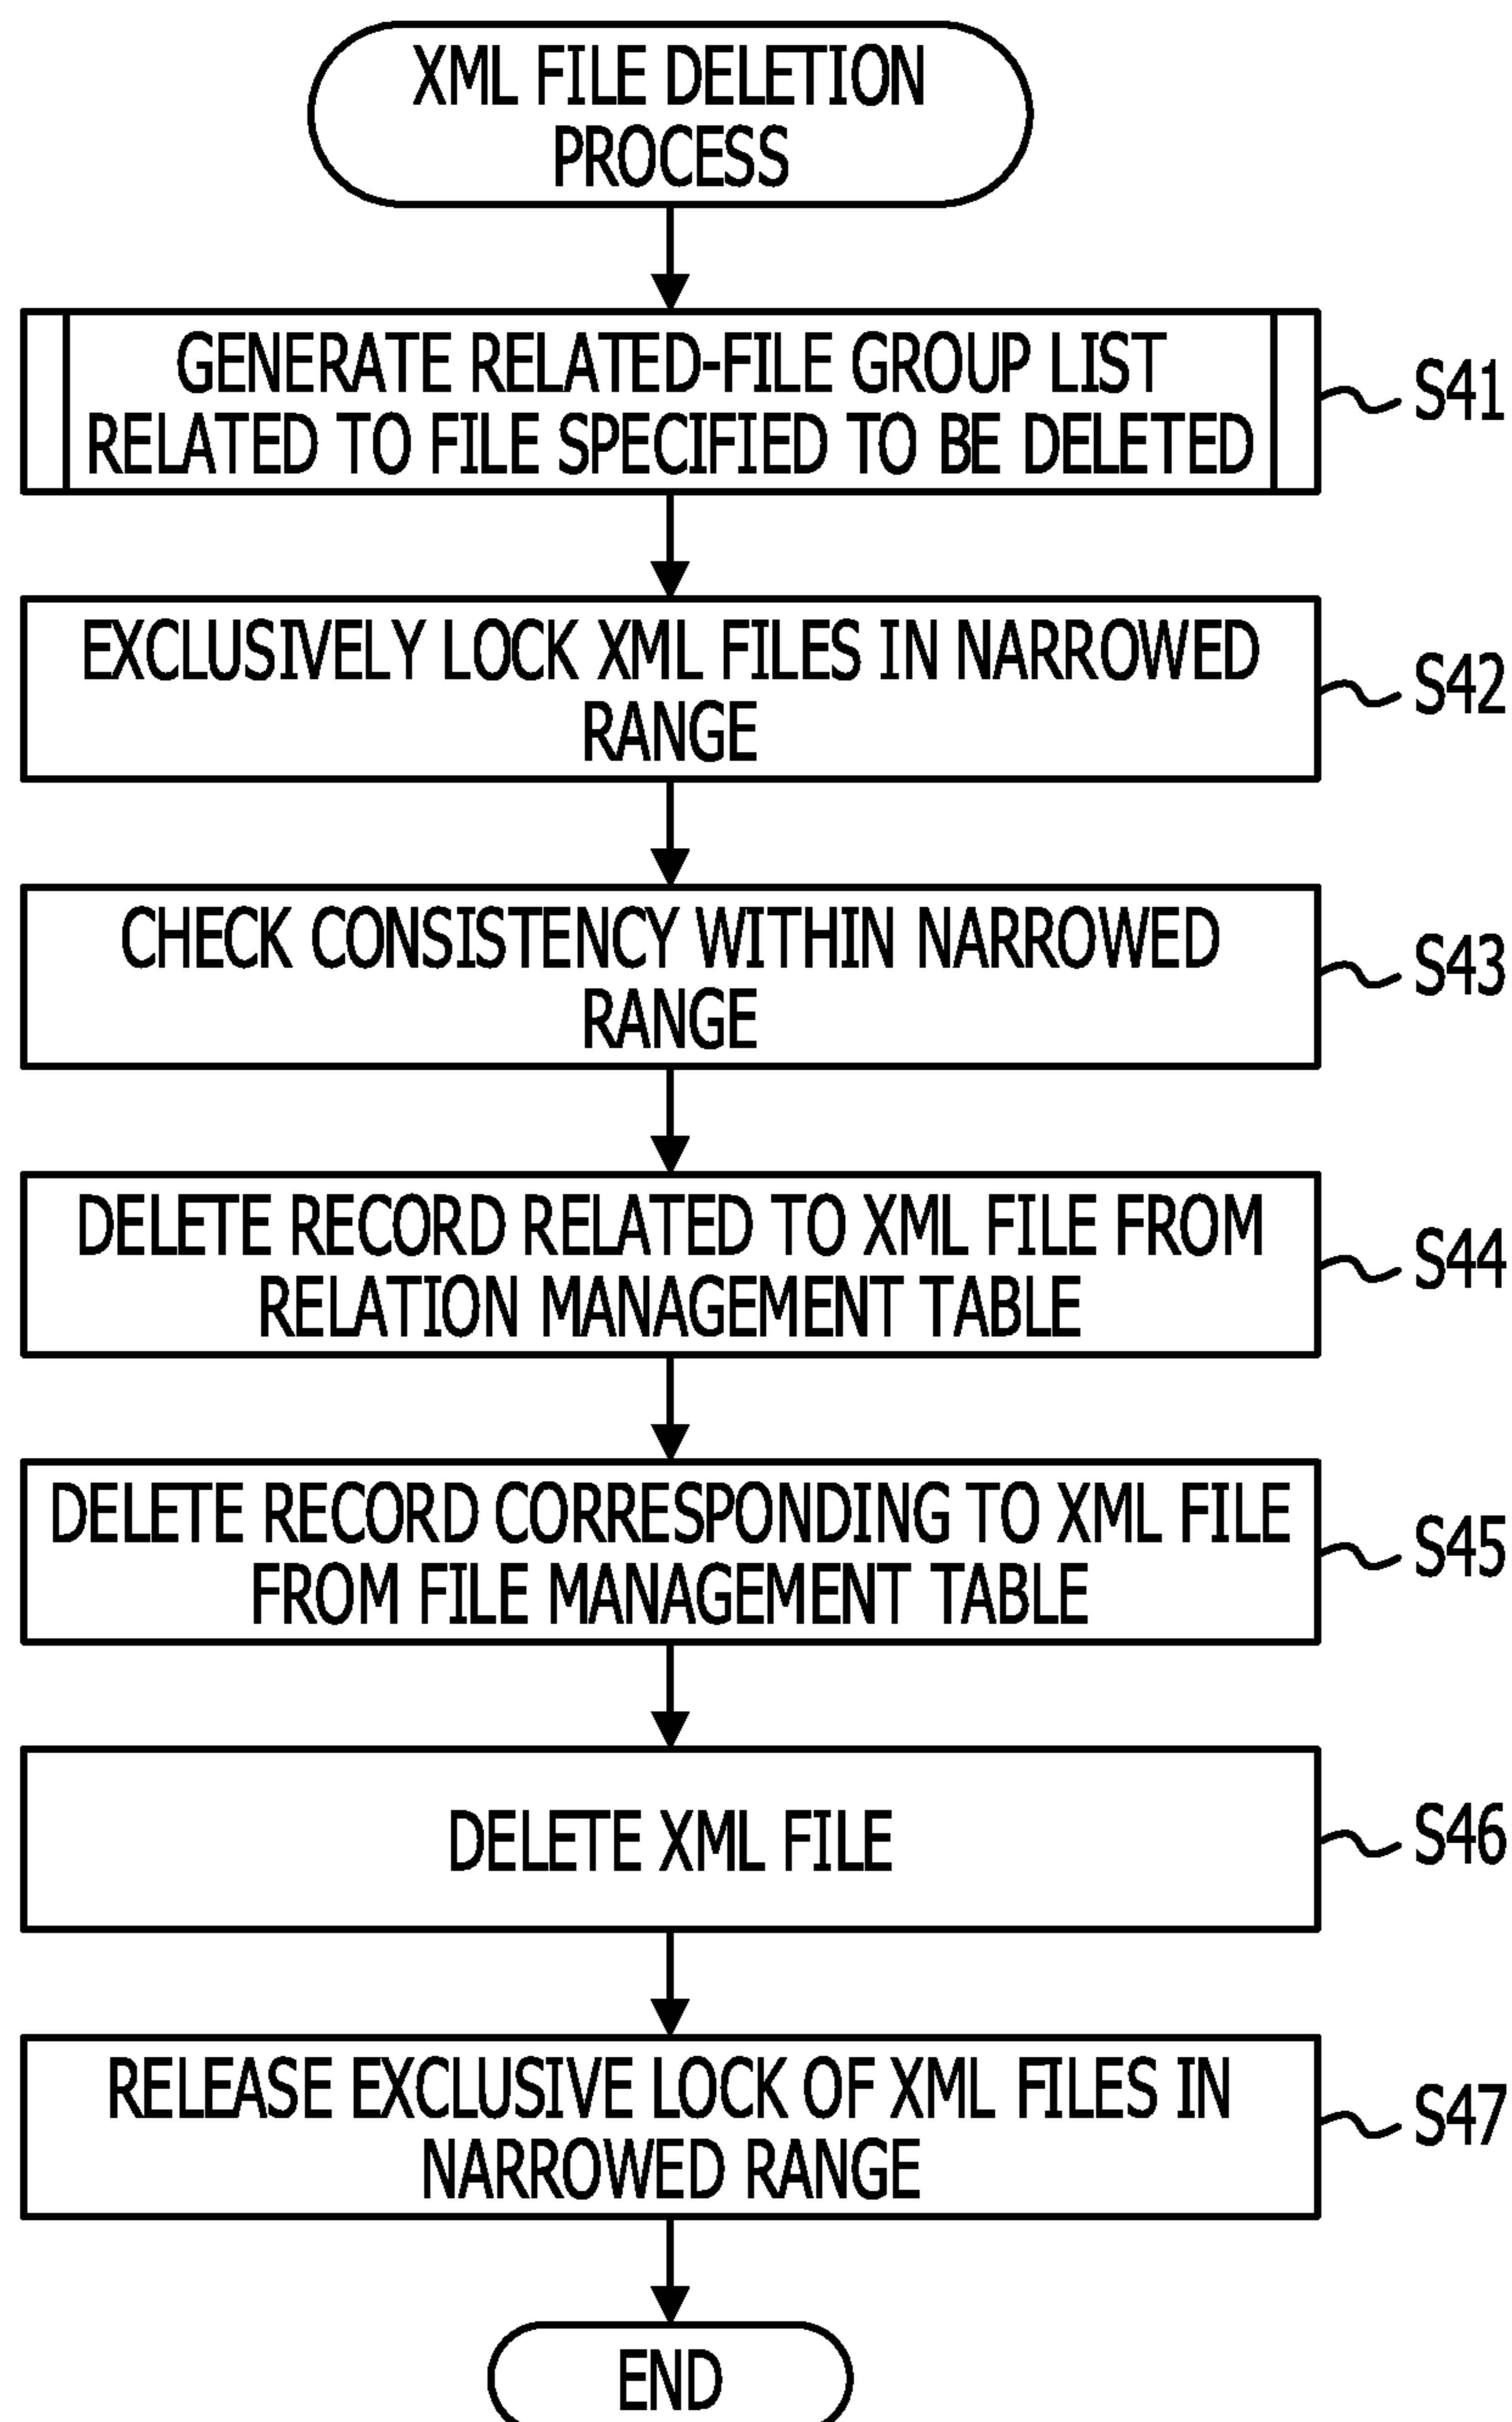 XML FILE DELETION
PROCESS
GENERATE RELATED-FILE GROUP LIST
RELATED TO FILE SPECIFIED TO BE DELETED
S41
EXCLUSIVELY LOCK XML FILES IN NARROWED
RANGE
S42
CHECK CONSISTENCY WITHIN NARROWED
RANGE
S43
DELETE RECORD RELATED TO XML FILE FROM
RELATION MANAGEMENT TABLE
S44
DELETE RECORD CORRESPONDING TO XML FILE
FROM FILE MANAGEMENT TABLE
S45
DELETE XML FILE
S46
RELEASE EXCLUSIVE LOCK OF XML FILES IN
NARROWED RANGE
S47
END